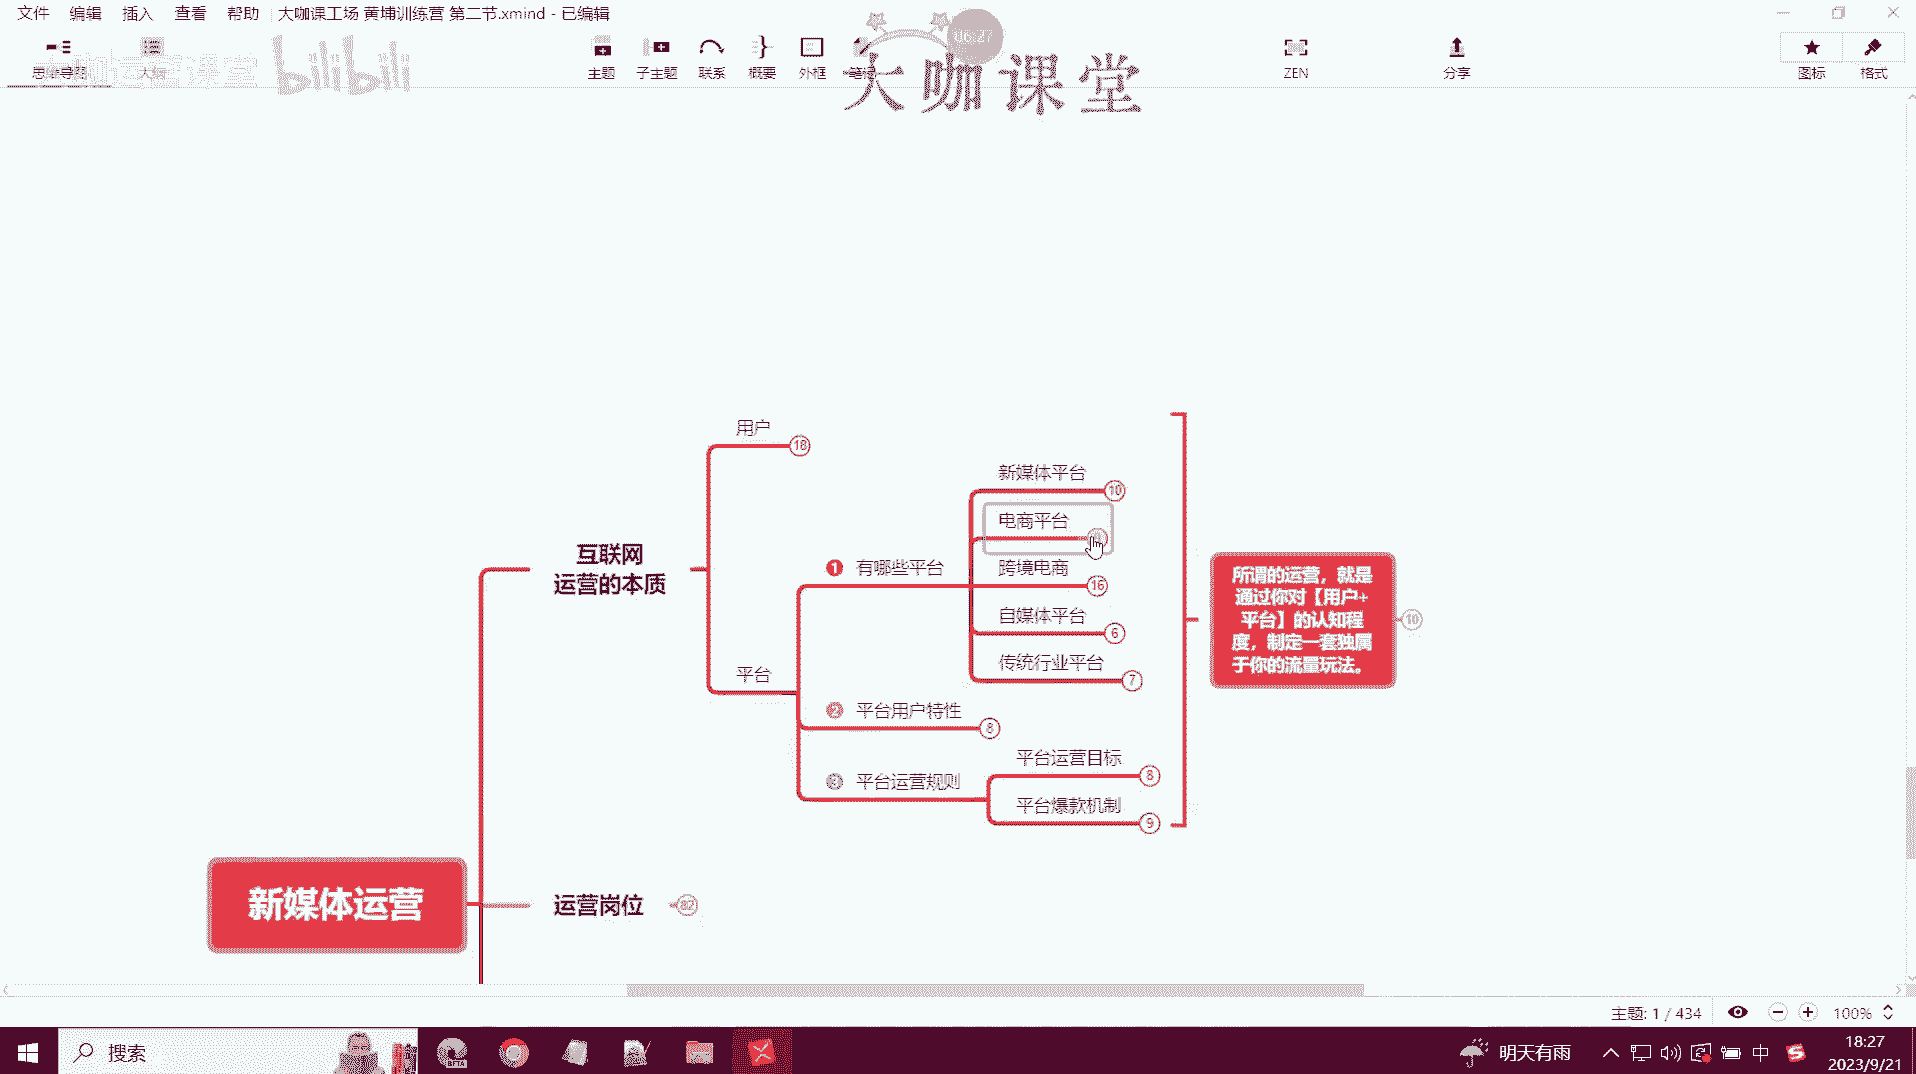 文件 编辑 插入 查看 帮助 大咖课工场 黄埔训练营 第二节.xmind - 已编辑
思维导图 大纲 主题 子主题 联系 概要 外框 笔记 ZEN 分享 图标 格式
大咖运营课堂 bilibili
06:27
大咖课堂
用户 18
新媒体平台 10
电商平台
1 有哪些平台
跨境电商 16
自媒体平台 6
传统行业平台 7
互联网
运营的本质
平台
2 平台用户特性 8
3 平台运营规则
平台运营目标 8
平台爆款机制 9
所谓的运营，就是
通过你对【用户+
平台】的认知程
度，制定一套独属
于你的流量玩法。
10
新媒体运营
运营岗位 82
主题: 1 / 434 100%
搜索
BETA
明天有雨
中
18:27
2023/9/21